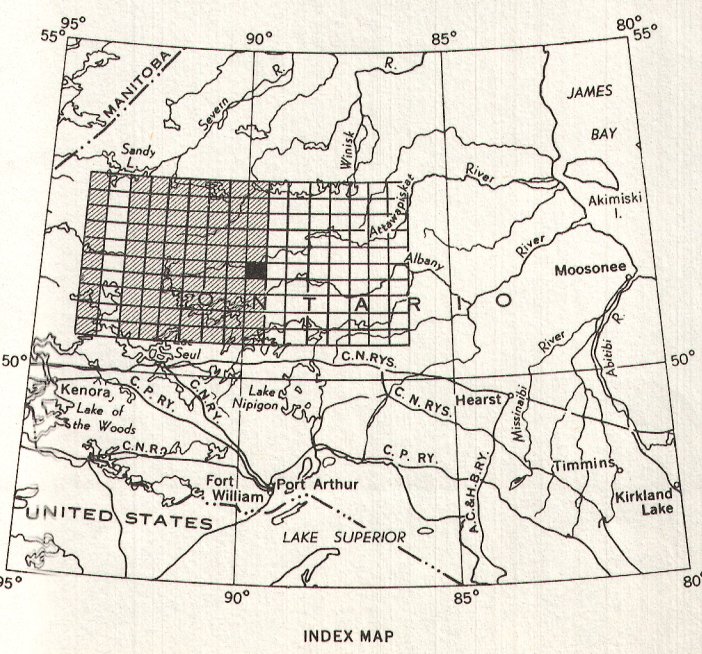 95°
90°
85°
80°
55°
55°
MANITOBA
Severn
R.
R.
Winisk
JAMES
BAY
Sandy
L.
Attawapiskat
River
Akimiski
I.
Albany
River
Moosonee
ONTARIO
Seul
C.N.RYS.
River
Abitibi
R.
50°
50°
Kenora
C. P. RY.
C.N.RY.
Lake
Nipigon
C. N. RYS.
Hearst
Missinaibi
Lake of
the Woods
C.N.R.
C. P. RY.
Timmins
Fort
William
Port Arthur
A.C.&H.B.RY.
Kirkland
Lake
UNITED STATES
LAKE SUPERIOR
95°
90°
85°
80°
INDEX MAP